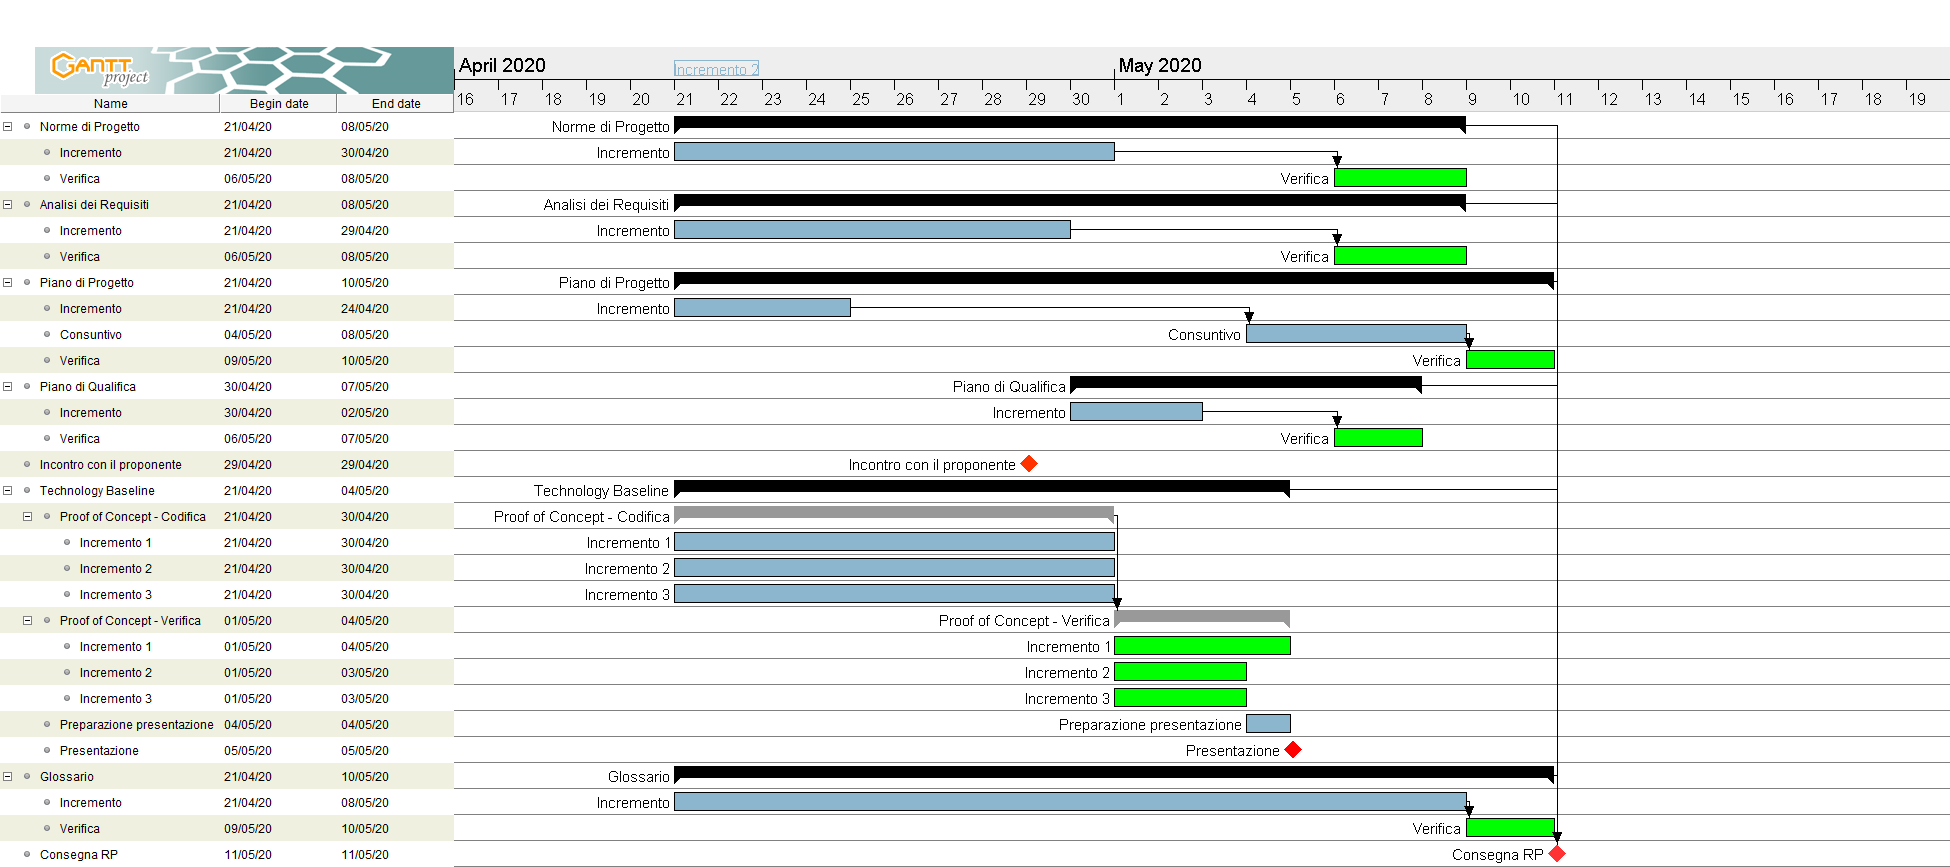 GANTT
project
April 2020
Incremento 2
May 2020
Name Begin date End date
16 17 18 19 20 21 22 23 24 25 26 27 28 29 30 1 2 3 4 5 6 7 8 9 10 11 12 13 14 15 16 17 18 19
Norme di Progetto 21/04/20 08/05/20 Norme di Progetto
Incremento 21/04/20 30/04/20 Incremento
Verifica 06/05/20 08/05/20 Verifica
Analisi dei Requisiti 21/04/20 08/05/20 Analisi dei Requisiti
Incremento 21/04/20 29/04/20 Incremento
Verifica 06/05/20 08/05/20 Verifica
Piano di Progetto 21/04/20 10/05/20 Piano di Progetto
Incremento 21/04/20 24/04/20 Incremento
Consuntivo 04/05/20 08/05/20 Consuntivo
Verifica 09/05/20 10/05/20 Verifica
Piano di Qualifica 30/04/20 07/05/20 Piano di Qualifica
Incremento 30/04/20 02/05/20 Incremento
Verifica 06/05/20 07/05/20 Verifica
Incontro con il proponente 29/04/20 29/04/20 Incontro con il proponente
Technology Baseline 21/04/20 04/05/20 Technology Baseline
Proof of Concept - Codifica 21/04/20 30/04/20 Proof of Concept - Codifica
Incremento 1 21/04/20 30/04/20 Incremento 1
Incremento 2 21/04/20 30/04/20 Incremento 2
Incremento 3 21/04/20 30/04/20 Incremento 3
Proof of Concept - Verifica 01/05/20 04/05/20 Proof of Concept - Verifica
Incremento 1 01/05/20 04/05/20 Incremento 1
Incremento 2 01/05/20 03/05/20 Incremento 2
Incremento 3 01/05/20 03/05/20 Incremento 3
Preparazione presentazione 04/05/20 04/05/20 Preparazione presentazione
Presentazione 05/05/20 05/05/20 Presentazione
Glossario 21/04/20 10/05/20 Glossario
Incremento 21/04/20 08/05/20 Incremento
Verifica 09/05/20 10/05/20 Verifica
Consegna RP 11/05/20 11/05/20 Consegna RP